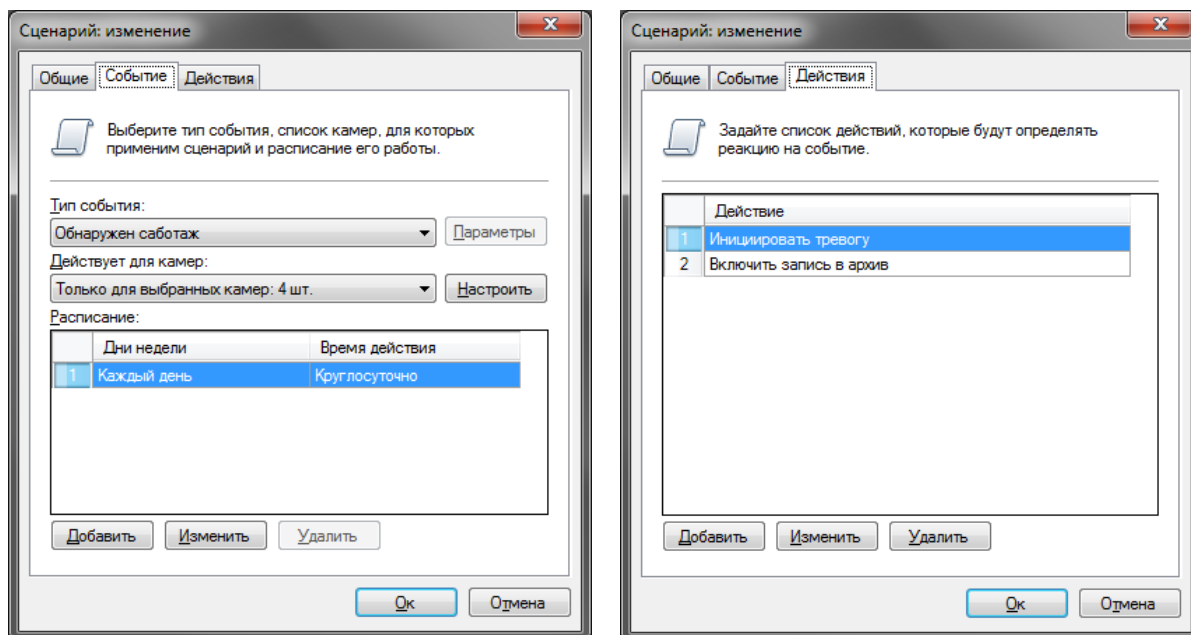 Сценарий: изменение
Общие Событие Действия
Выберите тип события, список камер, для которых
применим сценарий и расписание его работы.
Тип события:
Обнаружен саботаж Параметры
Действует для камер:
Только для выбранных камер: 4 шт. Настроить
Расписание:
Дни недели Время действия
1 Каждый день Круглосуточно
Добавить Изменить Удалить
Ок Отмена
Сценарий: изменение
Общие Событие Действия
Задайте список действий, которые будут определять
реакцию на событие.
Действие
1 Инициировать тревогу
2 Включить запись в архив
Добавить Изменить Удалить
Ок Отмена